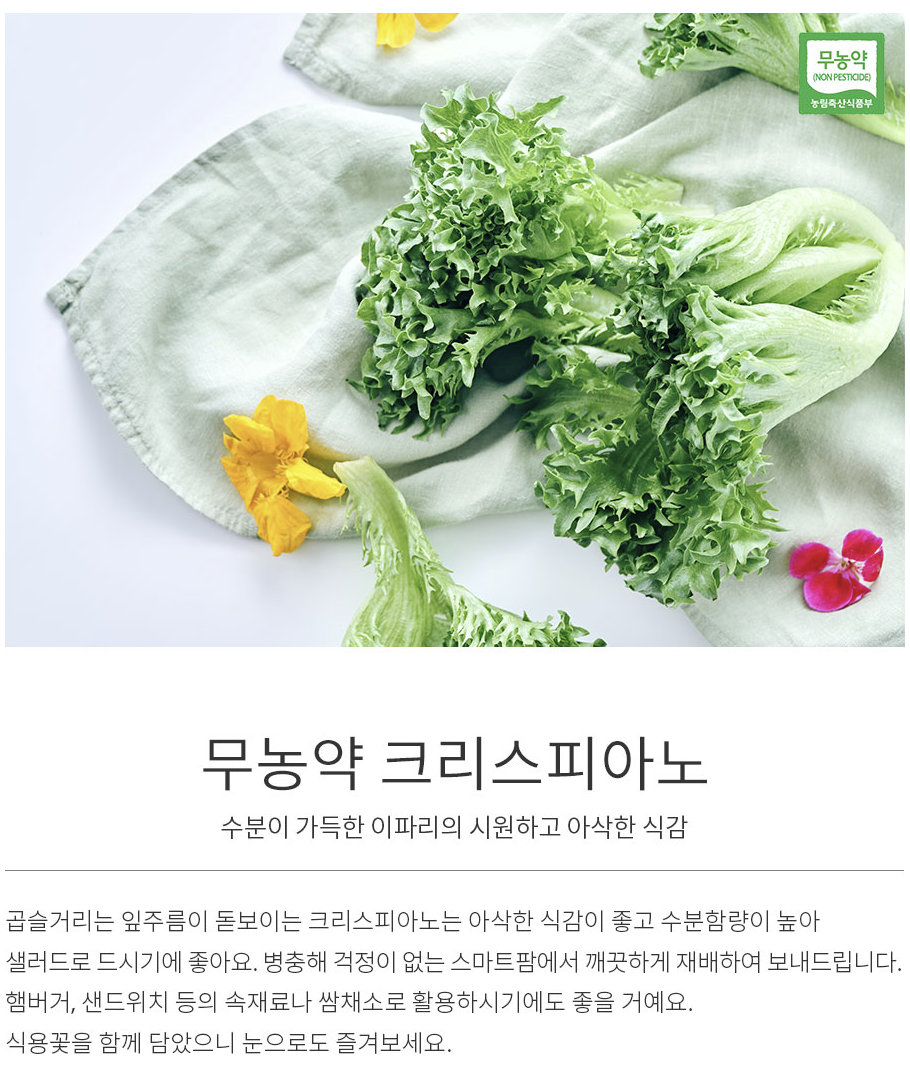 무농약
(NON PESTICIDE)
농림축산식품부
무농약 크리스피아노
수분이 가득한 이파리의 시원하고 아삭한 식감
곱슬거리는 잎주름이 돋보이는 크리스피아노는 아삭한 식감이 좋고 수분함량이 높아
샐러드로 드시기에 좋아요. 병충해 걱정이 없는 스마트팜에서 깨끗하게 재배하여 보내드립니다.
햄버거, 샌드위치 등의 속재료나 쌈채소로 활용하시기에도 좋을 거예요.
식용꽃을 함께 담았으니 눈으로도 즐겨보세요.